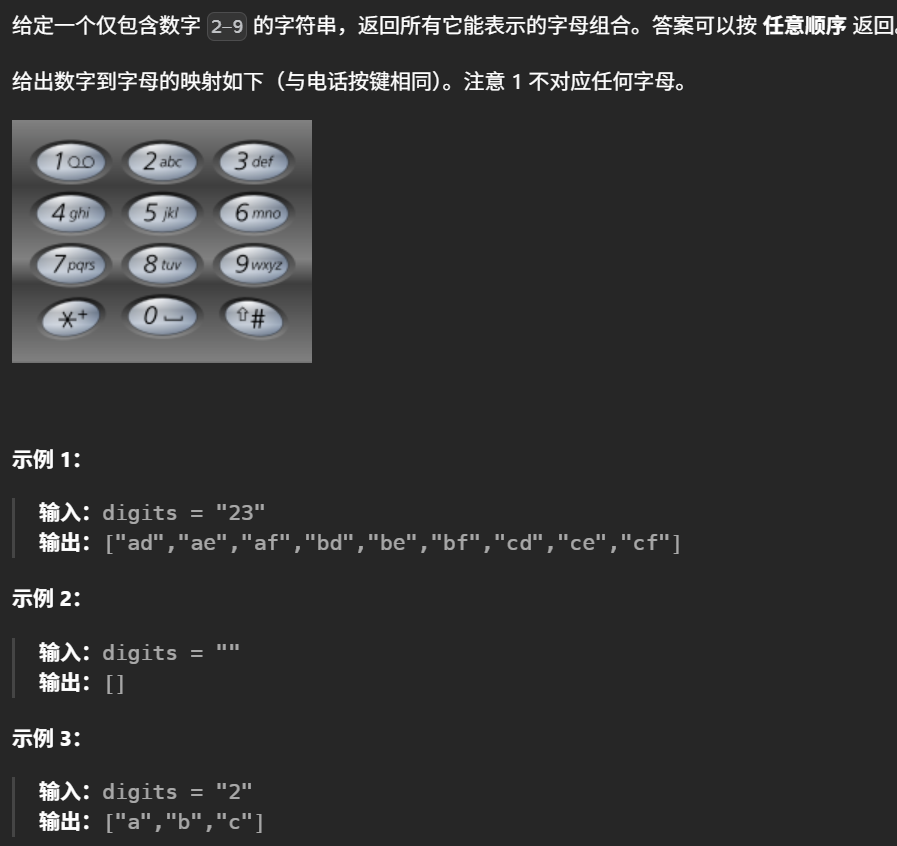 给定一个仅包含数字 2-9 的字符串，返回所有它能表示的字母组合。答案可以按 任意顺序 返回。
给出数字到字母的映射如下（与电话按键相同）。注意 1 不对应任何字母。
1 2 abc 3 def
4 ghi 5 jkl 6 mno
7 pqrs 8 tuv 9 wxyz
* + 0 #
示例 1：
输入：digits = "23"
输出：["ad","ae","af","bd","be","bf","cd","ce","cf"]
示例 2：
输入：digits = ""
输出：[]
示例 3：
输入：digits = "2"
输出：["a","b","c"]